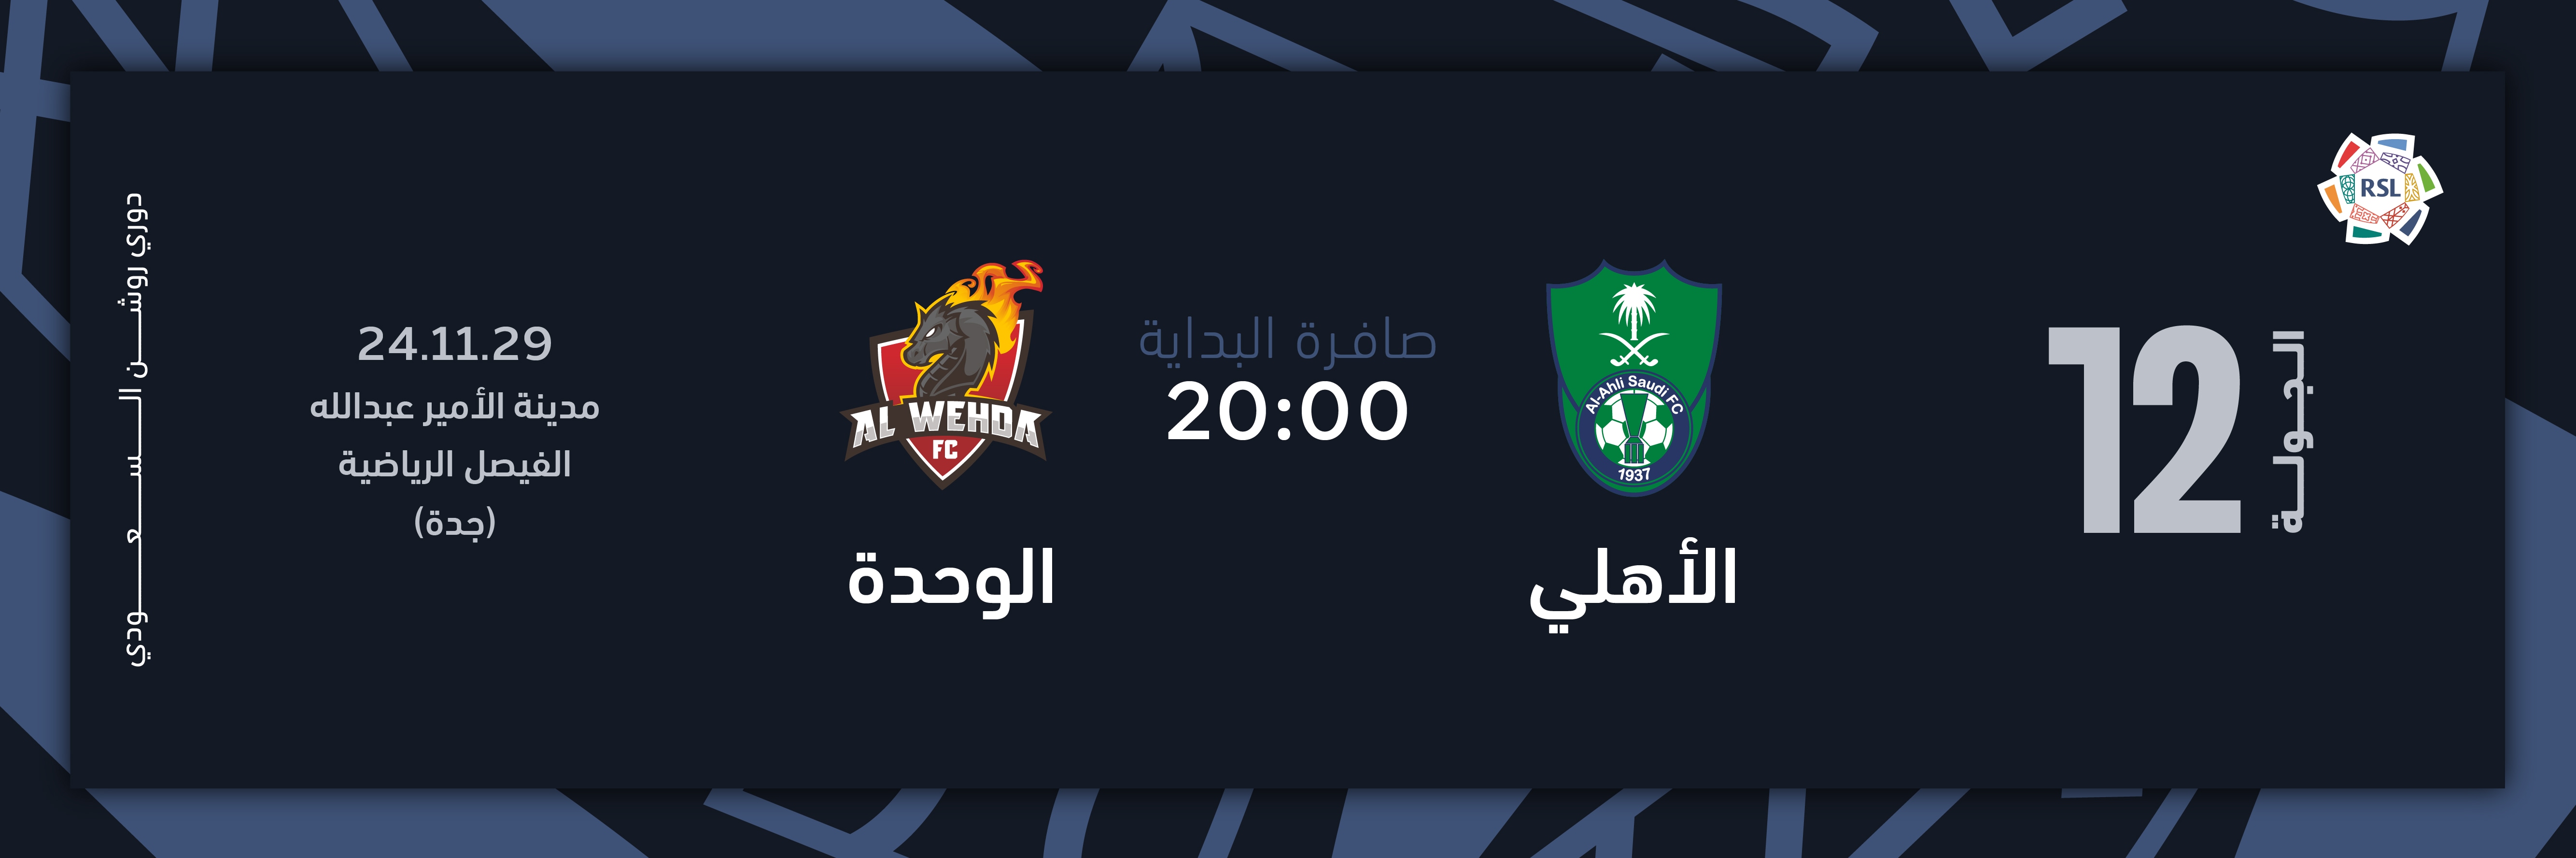 RSL
الجولة
12
Al-Ahli Saudi FC
1937
الأهلي
صافرة البداية
20:00
AL WEHDA
FC
الوحدة
24.11.29
مدينة الأمير عبدالله
الفيصل الرياضية
(جدة)
دوري روشن السعودي